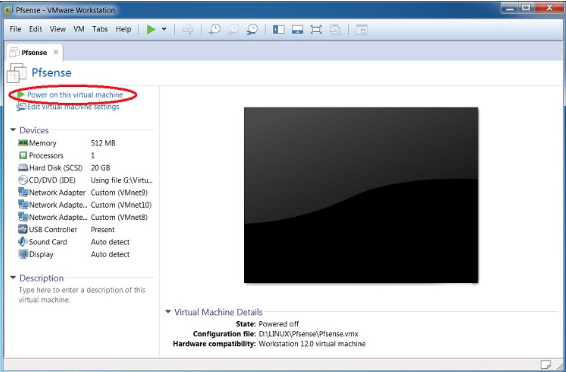 Pfsense - VMware Workstation
File Edit View VM Tabs Help
Pfsense
Pfsense
Power on this virtual machine
Edit virtual machine settings
Devices
Memory 512 MB
Processors 1
Hard Disk (SCSI) 20 GB
CD/DVD (IDE) Using file G:\Virtu...
Network Adapter Custom (VMnet9)
Network Adapte... Custom (VMnet10)
Network Adapte... Custom (VMnet8)
USB Controller Present
Sound Card Auto detect
Display Auto detect
Description
Type here to enter a description of this
virtual machine.
Virtual Machine Details
State: Powered off
Configuration file: D:\LINUX\Pfsense\Pfsense.vmx
Hardware compatibility: Workstation 12.0 virtual machine